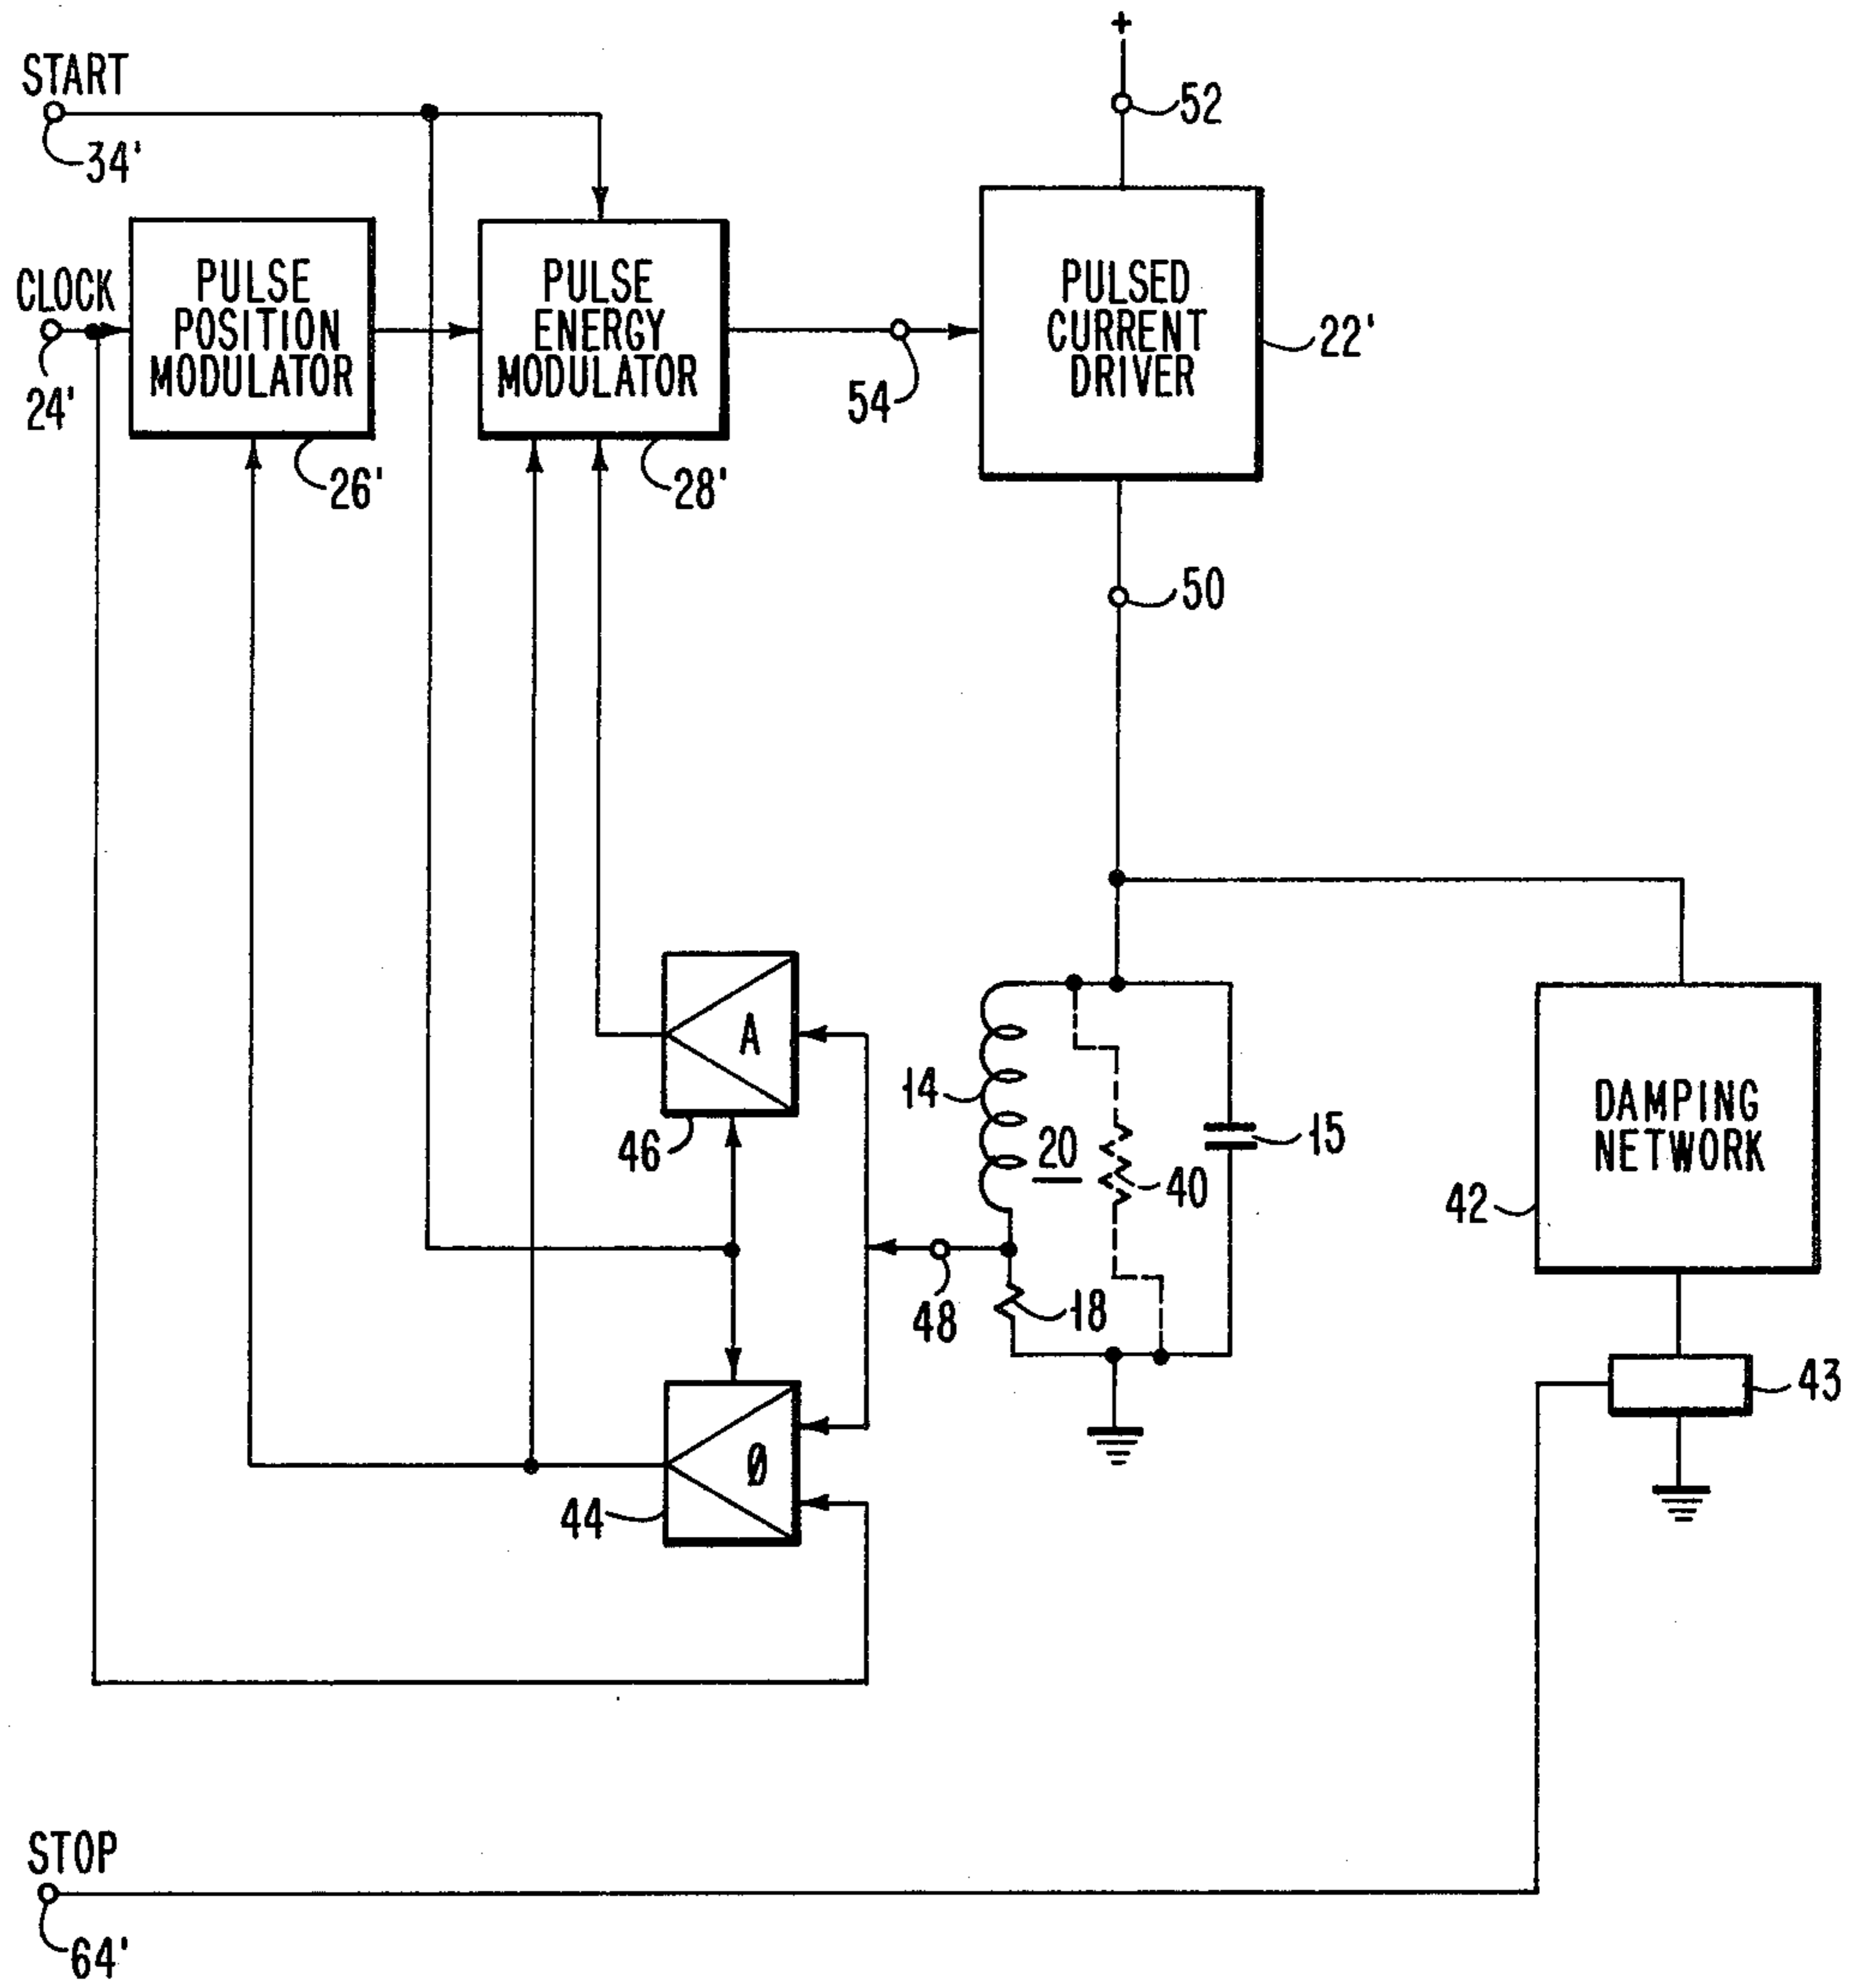 START
34'
+
52
CLOCK
24'
PULSE
POSITION
MODULATOR
26'
PULSE
ENERGY
MODULATOR
28'
54
PULSED
CURRENT
DRIVER
22'
50
A
46
14
20
40
15
DAMPING
NETWORK
42
48
18
43
Ø
44
STOP
64'